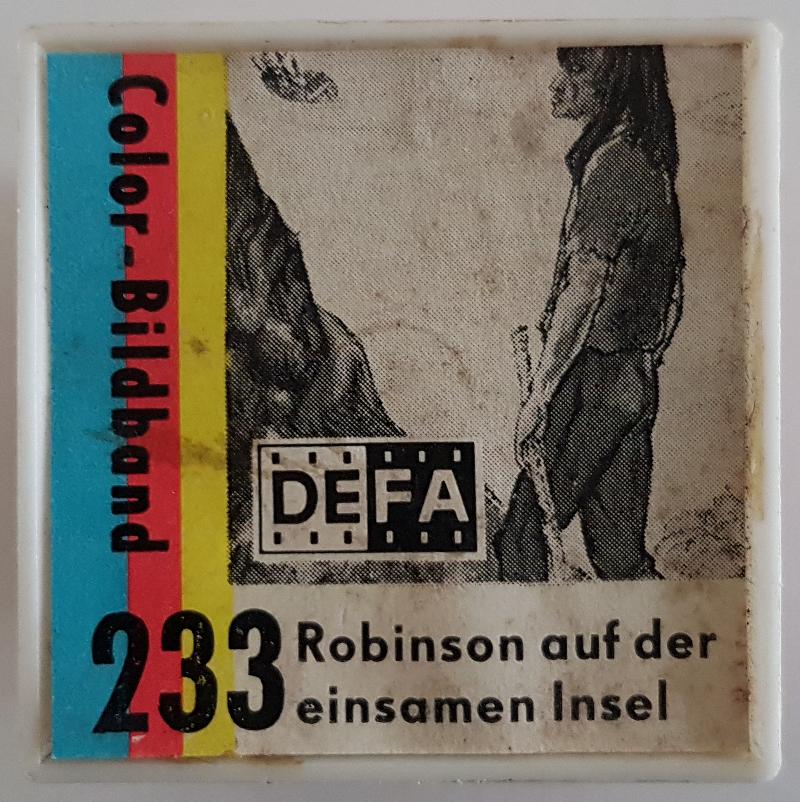 Color-Bildband
DEFA
233
Robinson auf der
einsamen Insel